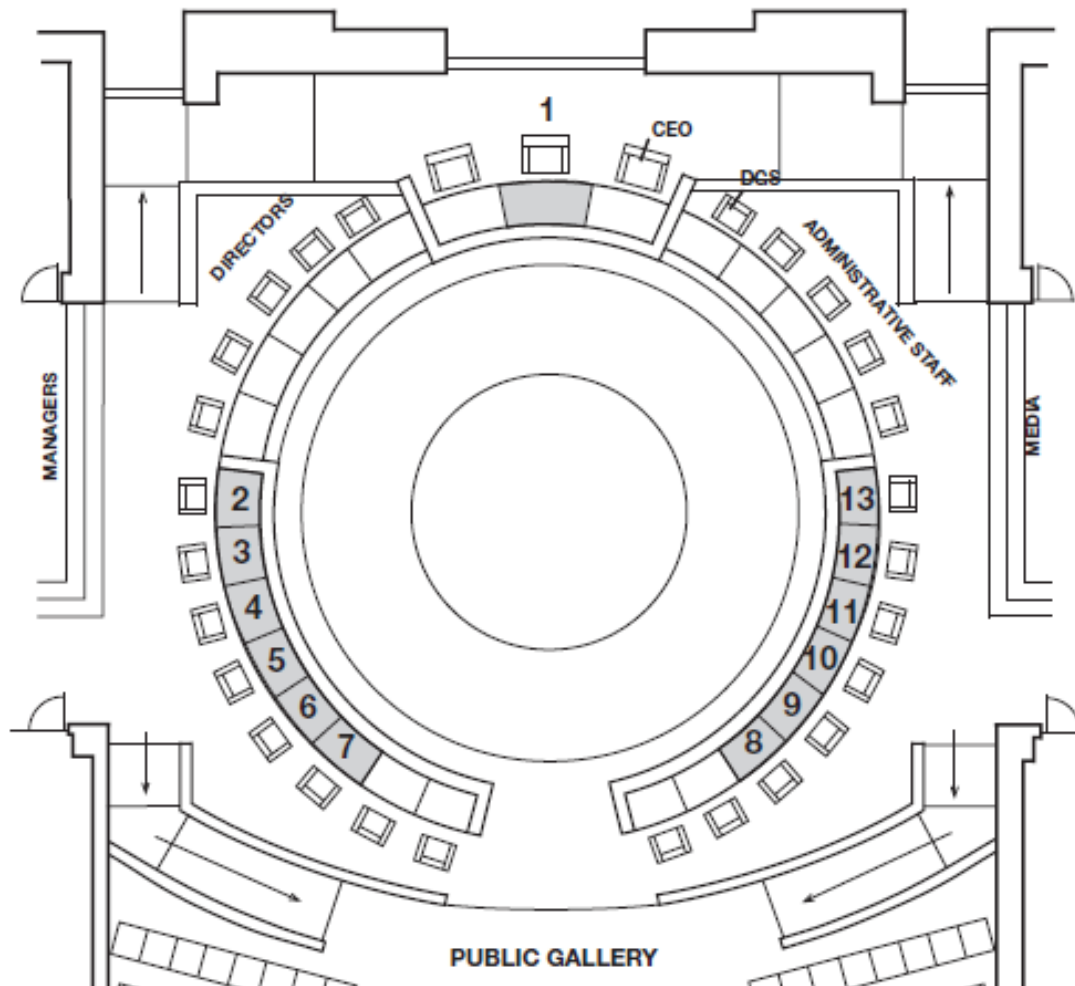 1
CEO
DGS
DIRECTORS
ADMINISTRATIVE STAFF
MANAGERS
MEDIA
2
13
3
12
4
11
5
10
6
9
7
8
PUBLIC GALLERY